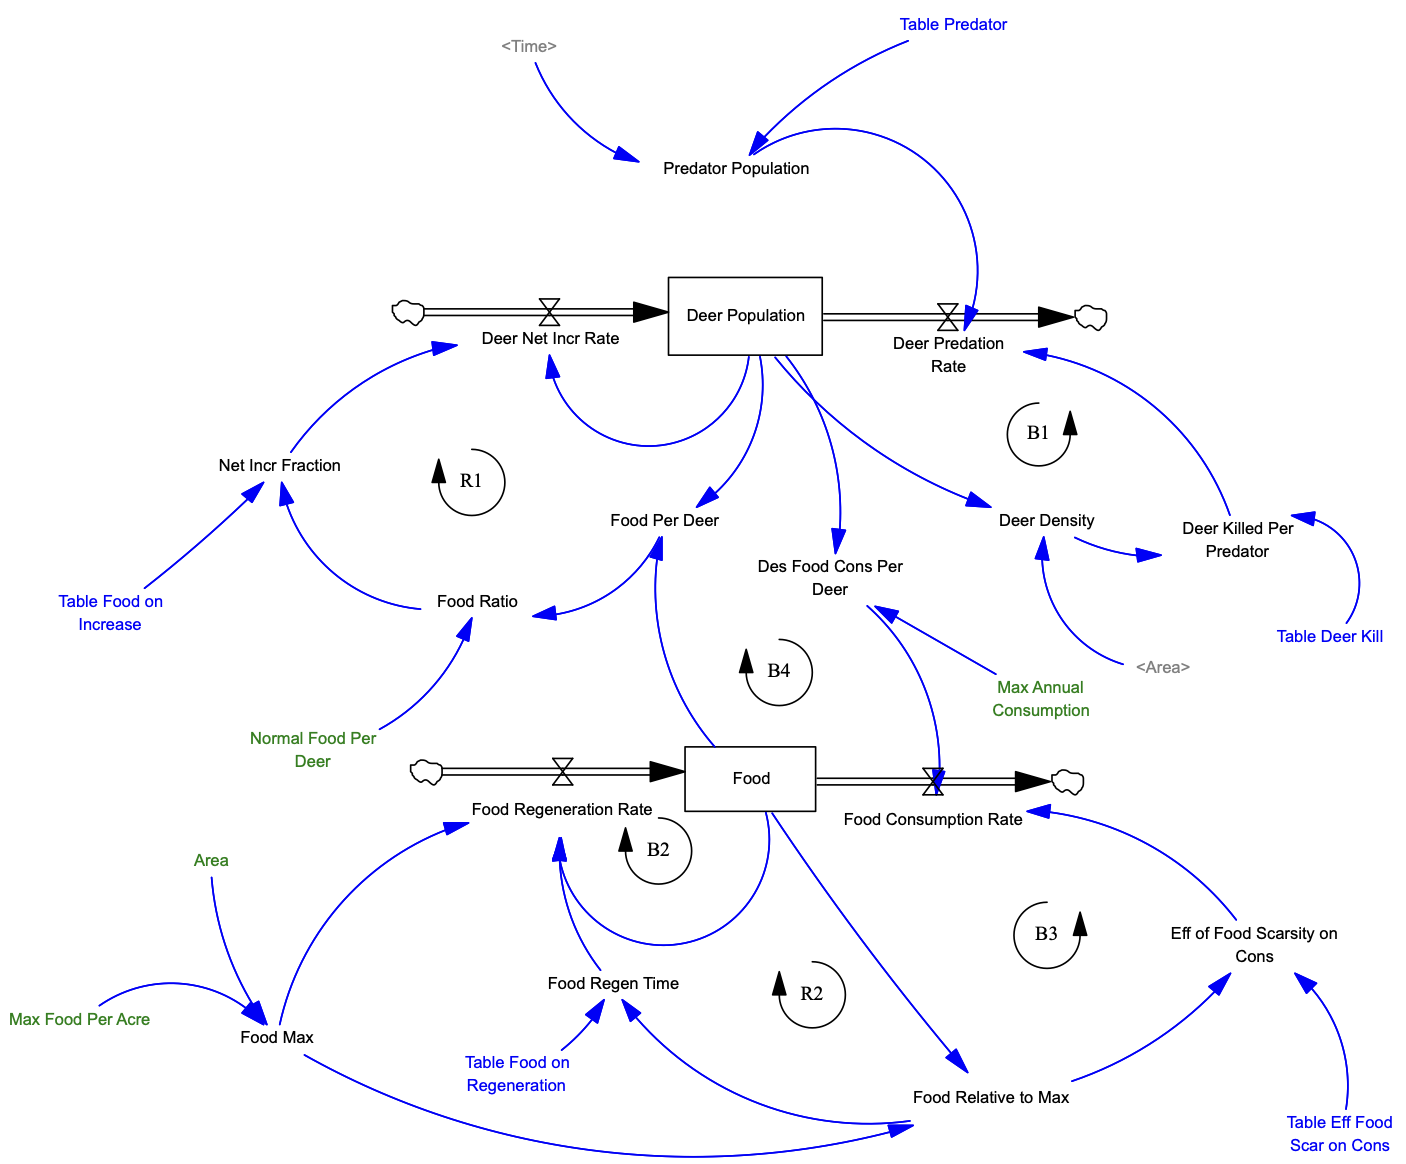 Table Predator
<Time>
Predator Population
Deer Population
Deer Net Incr Rate
Deer Predation
Rate
B1
Net Incr Fraction
R1
Food Per Deer
Deer Density
Deer Killed Per
Predator
Des Food Cons Per
Deer
Table Food on
Increase
Food Ratio
Table Deer Kill
B4
<Area>
Max Annual
Consumption
Normal Food Per
Deer
Food
Food Regeneration Rate
Food Consumption Rate
B2
Area
B3
Eff of Food Scarsity on
Cons
Food Regen Time
R2
Max Food Per Acre
Food Max
Table Food on
Regeneration
Food Relative to Max
Table Eff Food
Scar on Cons